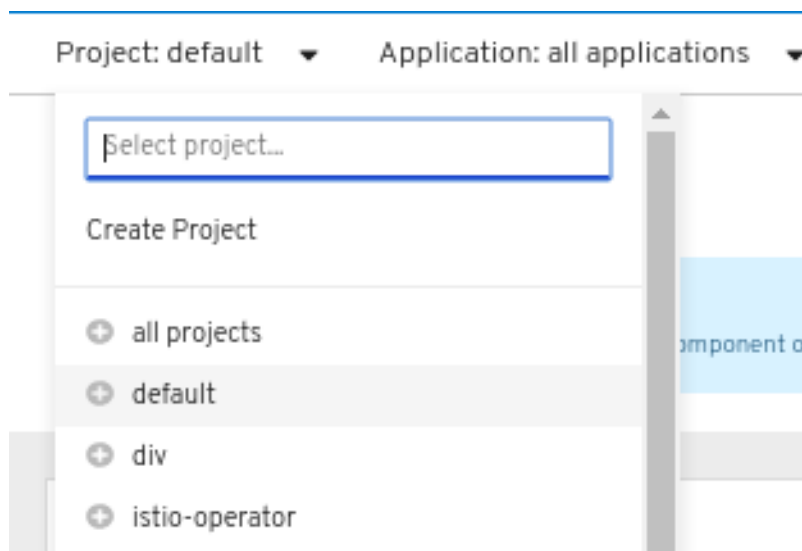 Project: default Application: all applications
Select project...
Create Project
all projects
default
omponent o
div
istio-operator